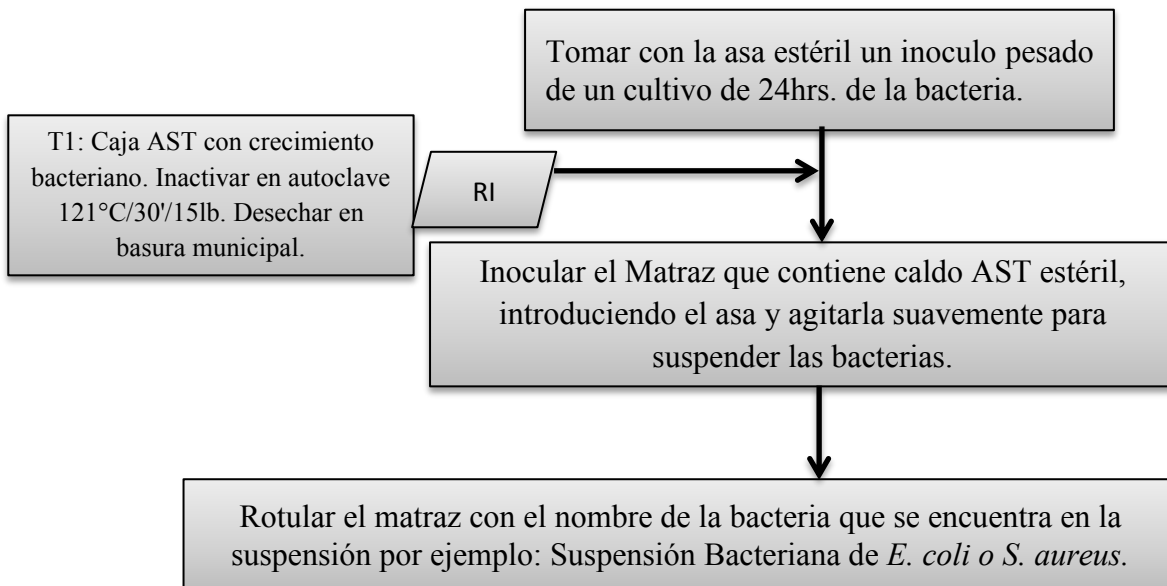 Tomar con la asa estéril un inoculo pesado
de un cultivo de 24hrs. de la bacteria.
T1: Caja AST con crecimiento
bacteriano. Inactivar en autoclave
121°C/30'/15lb. Desechar en
basura municipal.
RI
Inocular el Matraz que contiene caldo AST estéril,
introduciendo el asa y agitarla suavemente para
suspender las bacterias.
Rotular el matraz con el nombre de la bacteria que se encuentra en la
suspensión por ejemplo: Suspensión Bacteriana de E. coli o S. aureus.